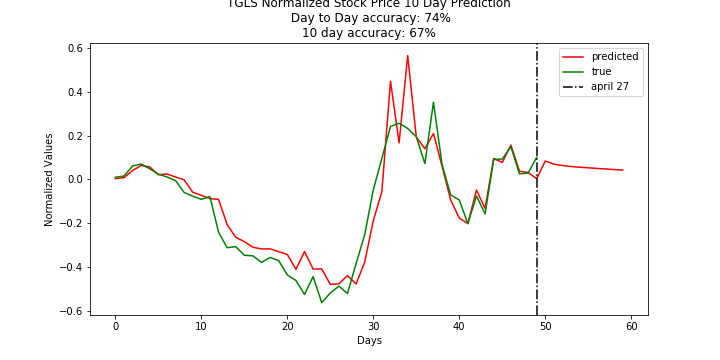 TGLS Normalized Stock Price 10 Day Prediction
Day to Day accuracy: 74%
10 day accuracy: 67%
predicted
true
april 27
Normalized Values
0.6
0.4
0.2
0.0
−0.2
−0.4
−0.6
0 10 20 30 40 50 60
Days